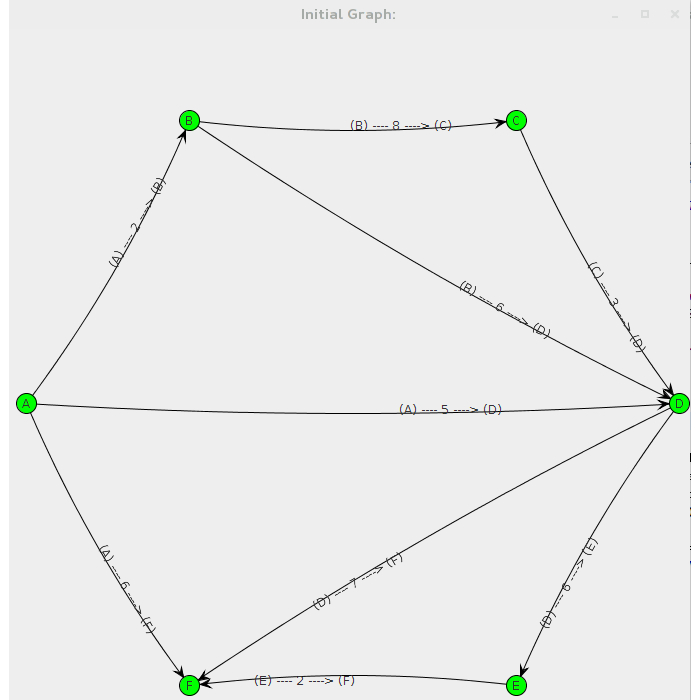 Initial Graph:
B
C
(B) ---- 8 ----> (C)
(A) ---- 2 ----> (B)
(B) ---- 6 ----> (D)
(C) ---- 3 ----> (D)
A
(A) ---- 5 ----> (D)
D
(A) ---- 6 ----> (F)
(D) ---- 7 ----> (F)
(D) ---- 6 ----> (E)
F
(E) ---- 2 ----> (F)
E